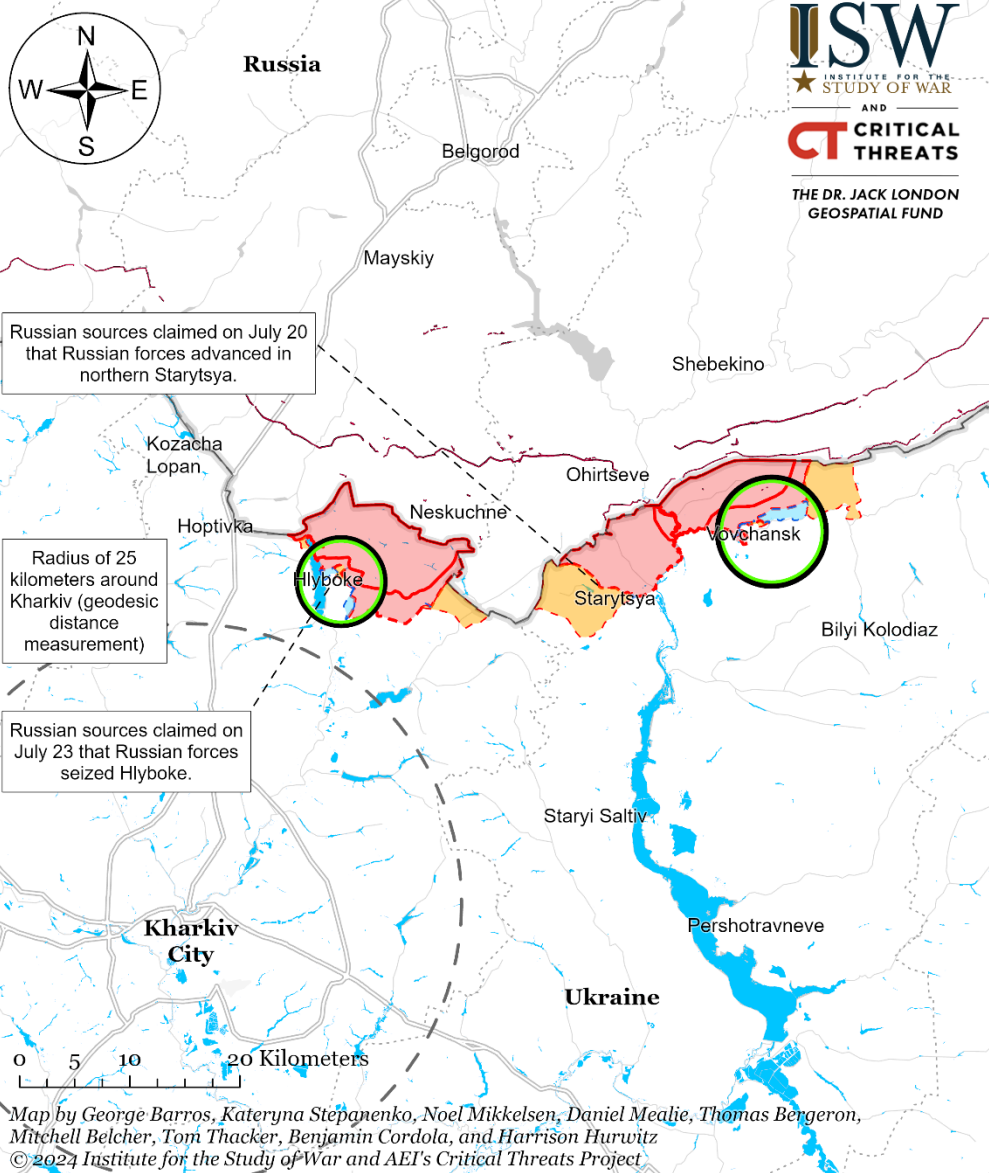 N
W E
S
Russia
ISW
INSTITUTE FOR THE
STUDY OF WAR
AND
CT CRITICAL
THREATS
THE DR. JACK LONDON
GEOSPATIAL FUND
Belgorod
Mayskiy
Russian sources claimed on July 20
that Russian forces advanced in
northern Starytsya.
Shebekino
Kozacha
Lopan
Ohirtseve
Neskuchne
Hoptivka
Vovchansk
Radius of 25
kilometers around
Kharkiv (geodesic
distance
measurement)
Hlyboke
Starytsya
Bilyi Kolodiaz
Russian sources claimed on
July 23 that Russian forces
seized Hlyboke.
Staryi Saltiv
Kharkiv
City
Pershotravneve
Ukraine
0 5 10 20 Kilometers
Map by George Barros, Kateryna Stepanenko, Noel Mikkelsen, Daniel Mealie, Thomas Bergeron,
Mitchell Belcher, Tom Thacker, Benjamin Cordola, and Harrison Hurwitz
© 2024 Institute for the Study of War and AEI's Critical Threats Project